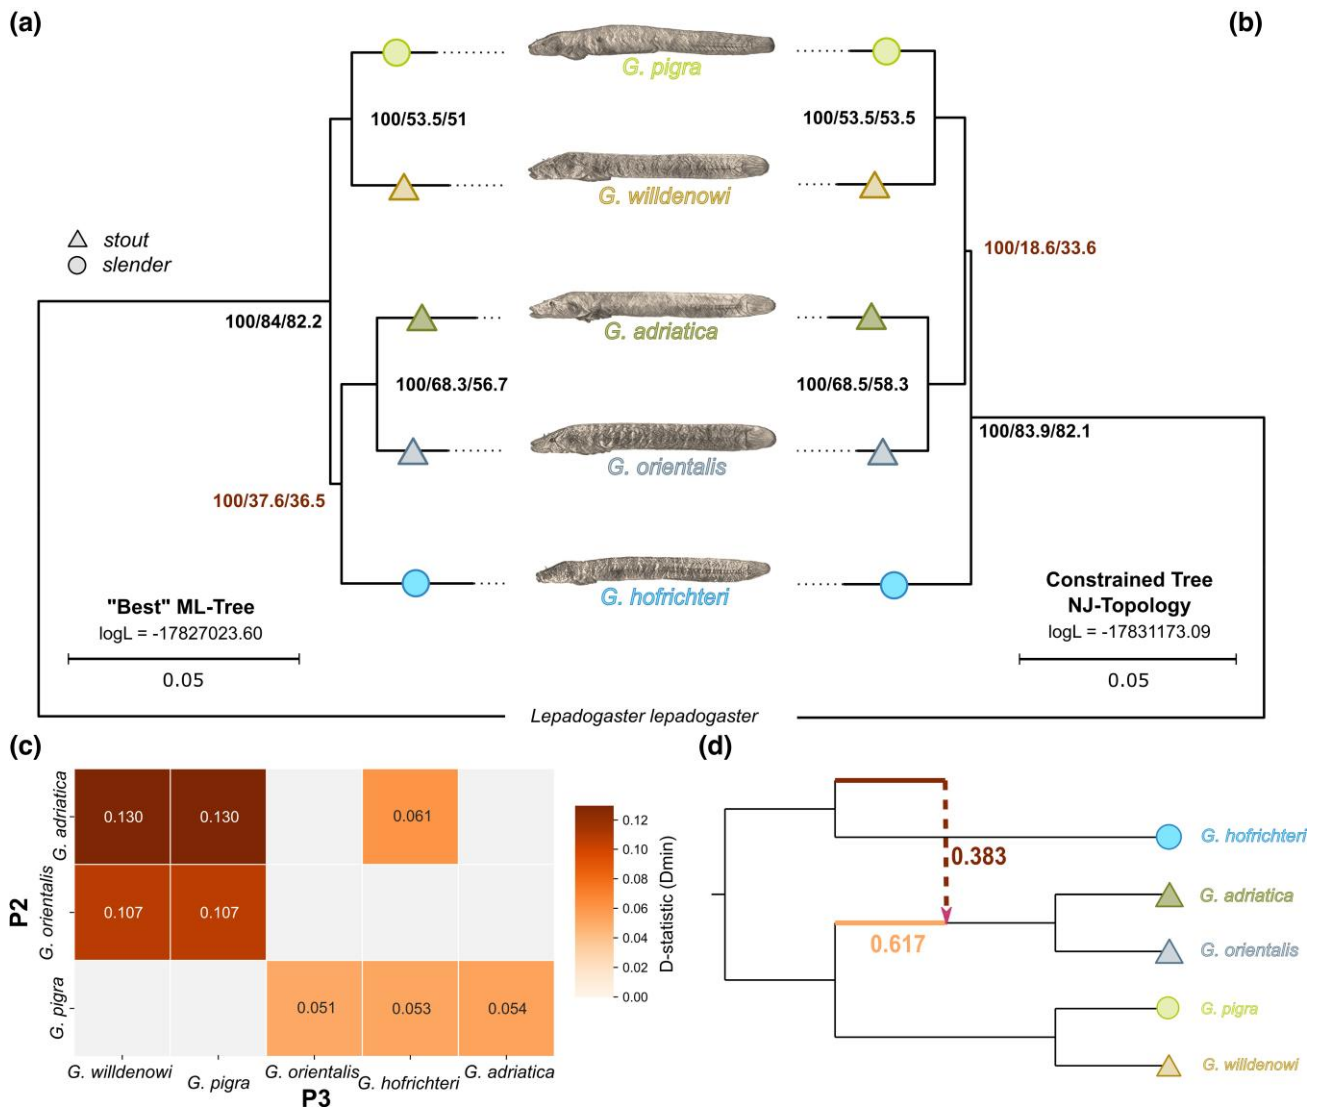 (a)
(b)
G. pigra
100/53.5/51
100/53.5/53.5
G. willdenowi
stout
slender
100/18.6/33.6
G. adriatica
100/84/82.2
100/68.3/56.7
100/68.5/58.3
100/83.9/82.1
G. orientalis
100/37.6/36.5
G. hofrichteri
"Best" ML-Tree
logL = -17827023.60
0.05
Constrained Tree
NJ-Topology
logL = -17831173.09
0.05
Lepadogaster lepadogaster
(c)
P2
G. adriatica
G. orientalis
G. pigra
0.130 0.130 0.061
0.107 0.107
0.051 0.053 0.054
G. willdenowi G. pigra G. orientalis G. hofrichteri G. adriatica
P3
0.12
0.10
0.08
0.06
0.04
0.02
0.00
D-statistic (Dmin)
(d)
G. hofrichteri
0.383
G. adriatica
0.617
G. orientalis
G. pigra
G. willdenowi